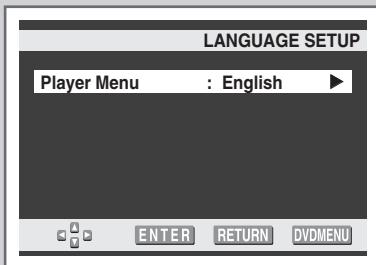 LANGUAGE SETUP
Player Menu : English
ENTER RETURN DVDMENU